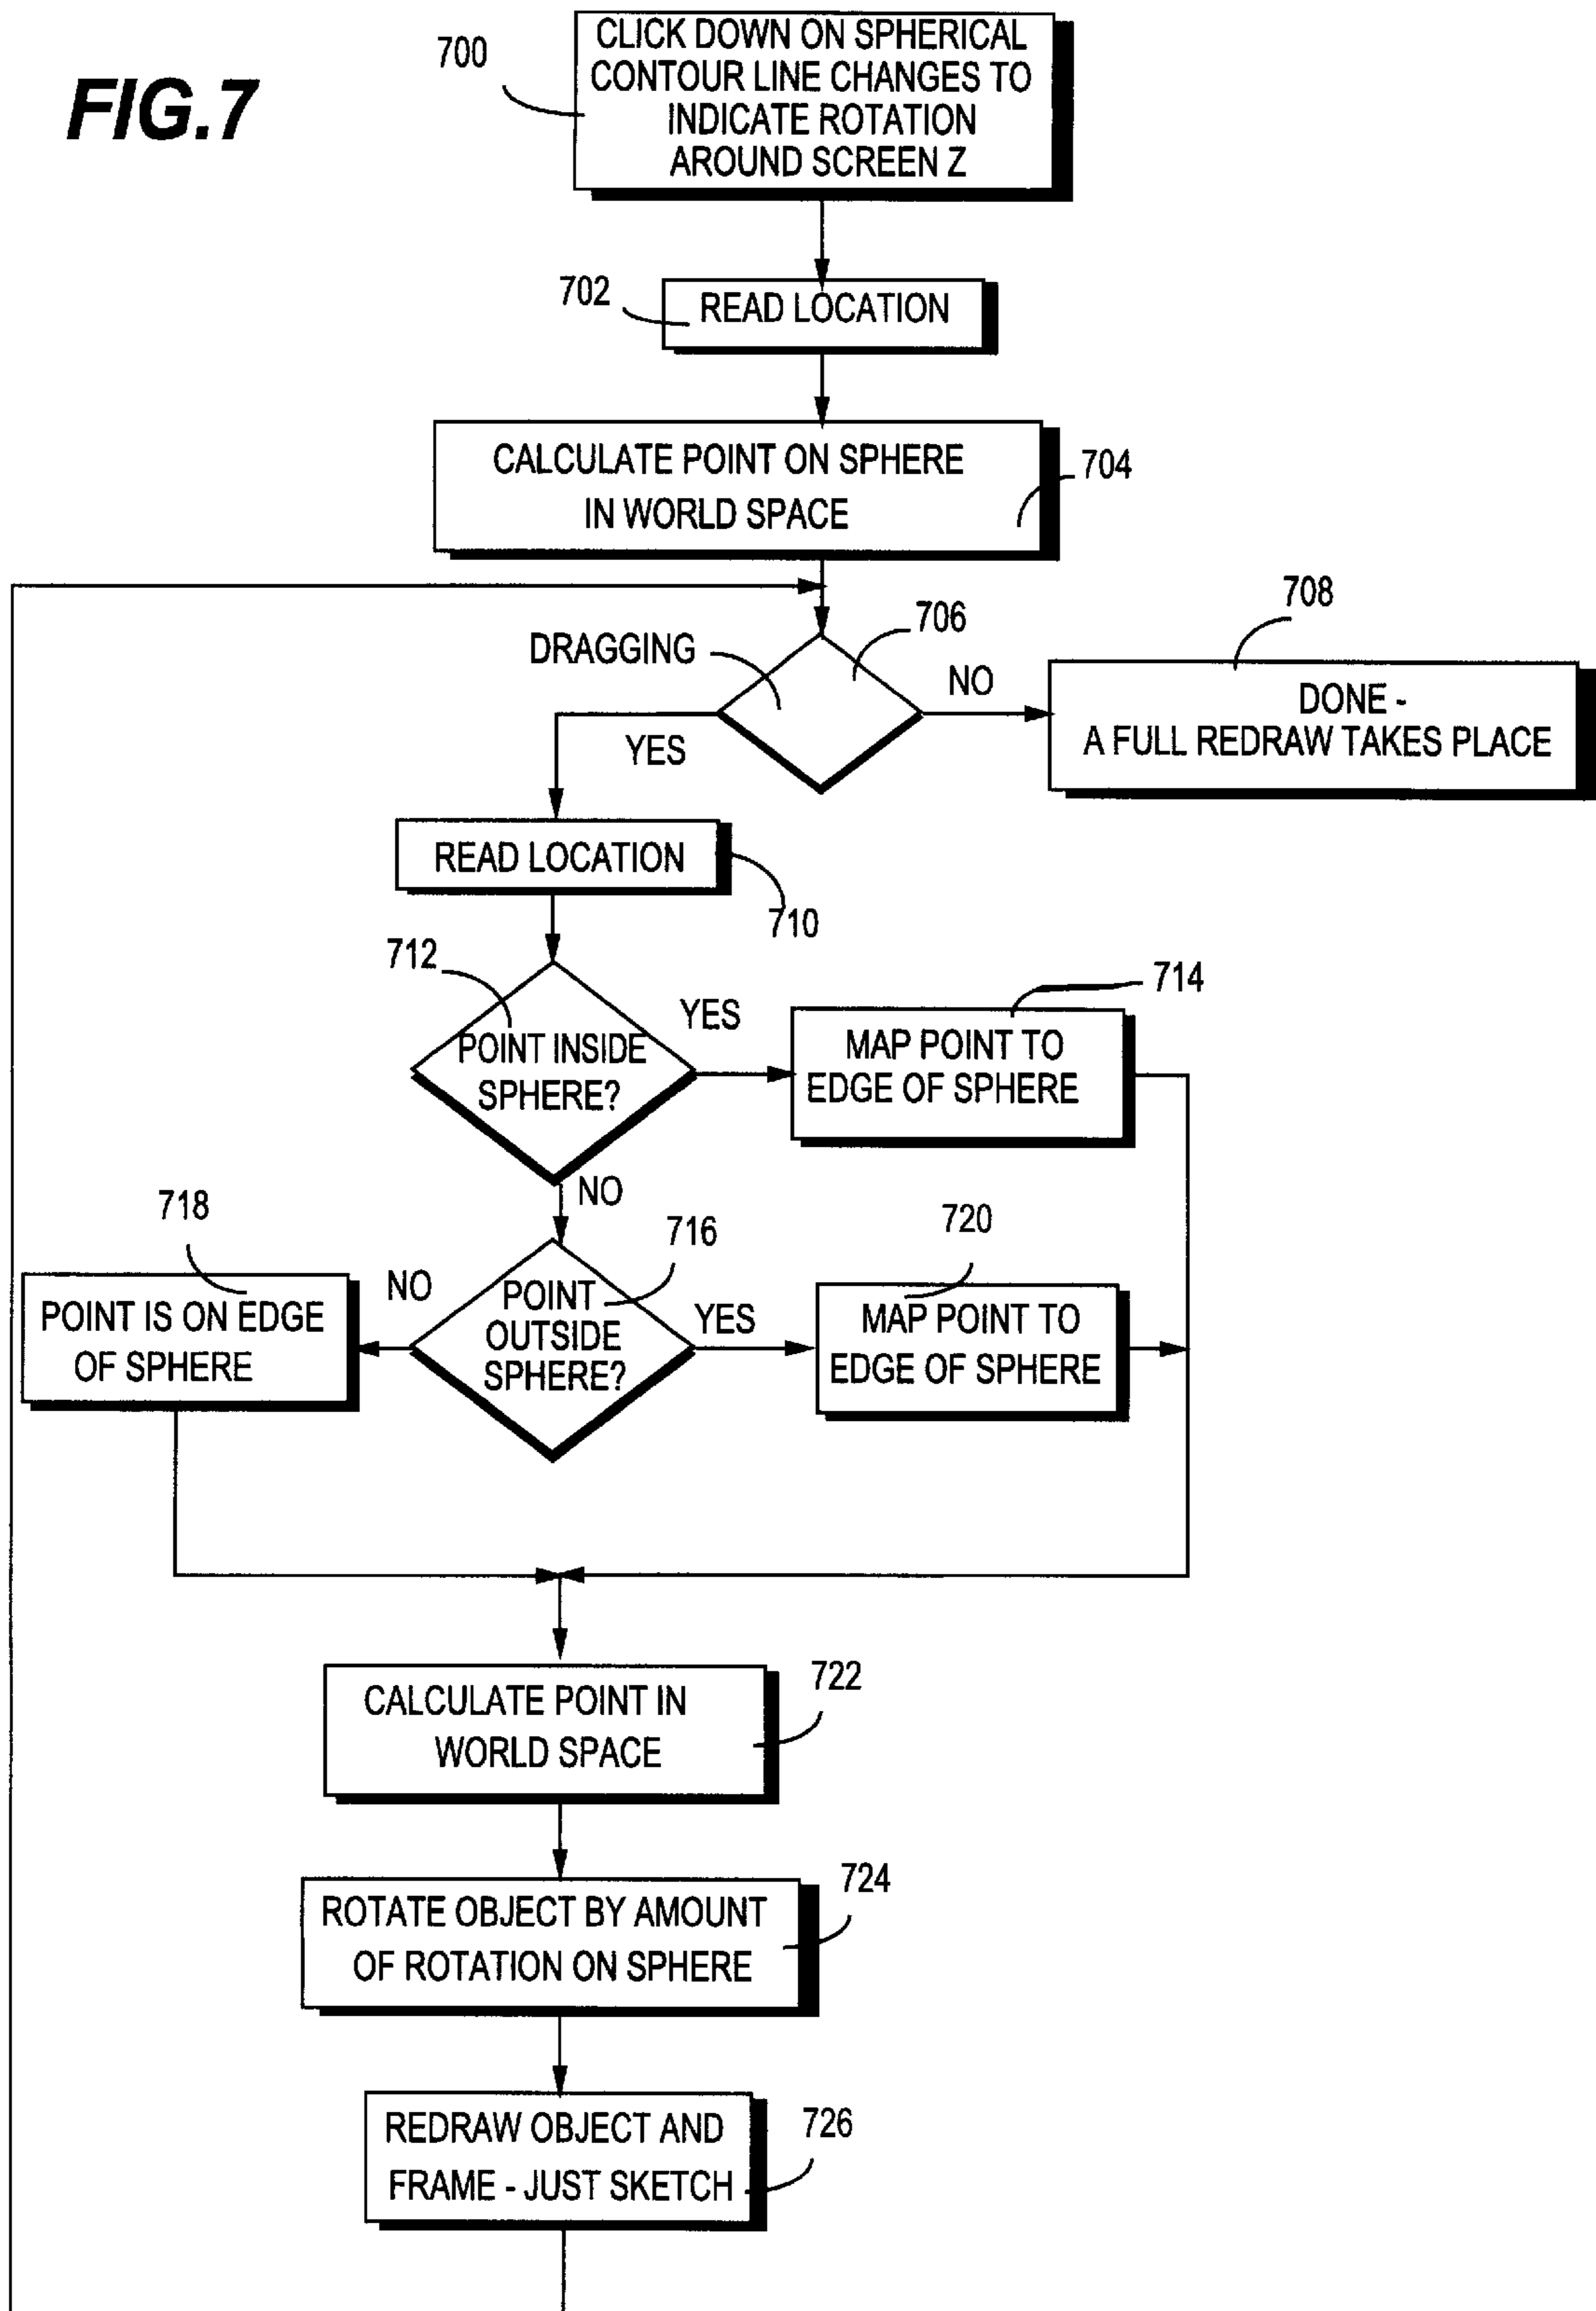 FIG.7
700
CLICK DOWN ON SPHERICAL
CONTOUR LINE CHANGES TO
INDICATE ROTATION
AROUND SCREEN Z
702
READ LOCATION
CALCULATE POINT ON SPHERE
IN WORLD SPACE
704
DRAGGING
706
NO
708
DONE -
A FULL REDRAW TAKES PLACE
YES
READ LOCATION
710
712
POINT INSIDE
SPHERE?
YES
714
MAP POINT TO
EDGE OF SPHERE
NO
718
POINT IS ON EDGE
OF SPHERE
NO
716
POINT
OUTSIDE
SPHERE?
YES
720
MAP POINT TO
EDGE OF SPHERE
722
CALCULATE POINT IN
WORLD SPACE
724
ROTATE OBJECT BY AMOUNT
OF ROTATION ON SPHERE
726
REDRAW OBJECT AND
FRAME - JUST SKETCH